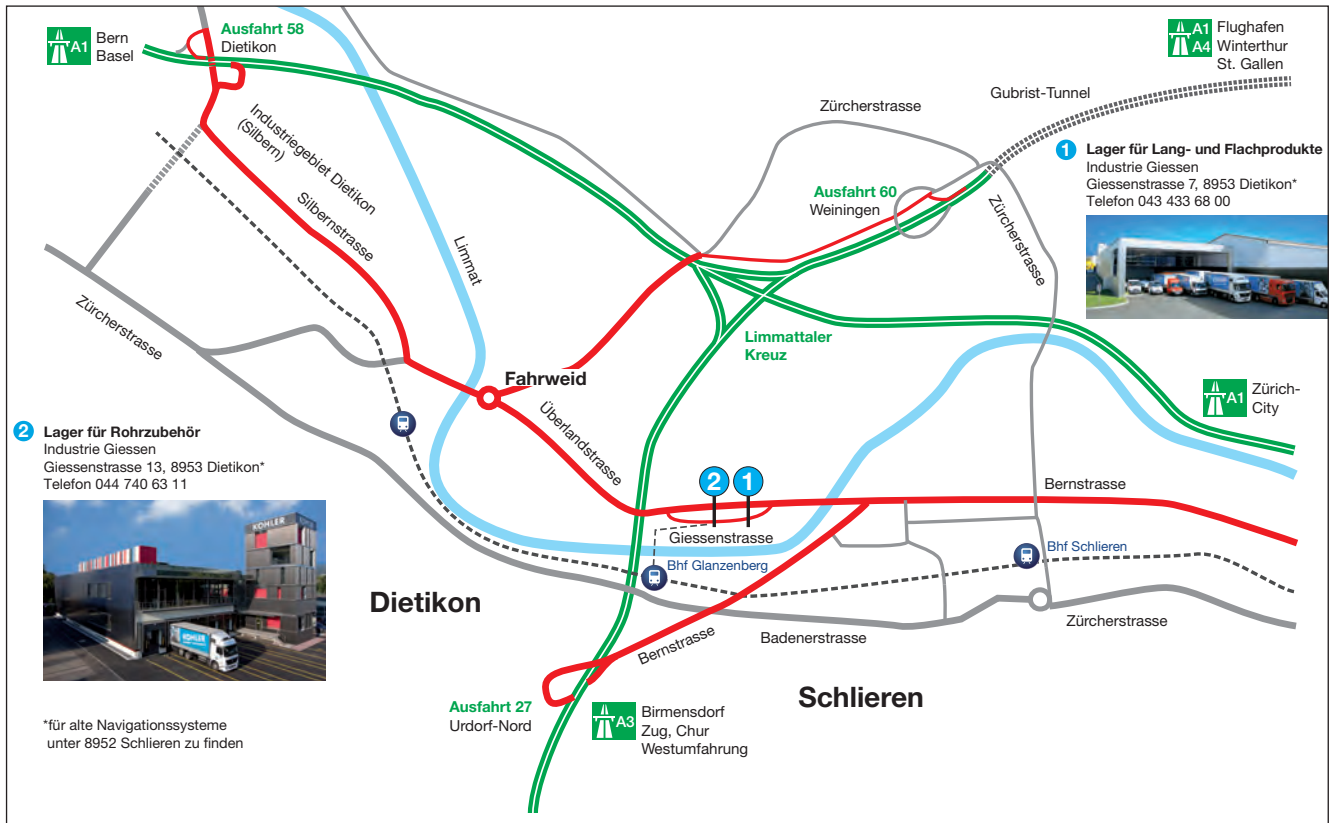 A1
Bern
Basel
Ausfahrt 58
Dietikon
A1
A4
Flughafen
Winterthur
St. Gallen
Gubrist-Tunnel
Zürcherstrasse
Industriegebiet Dietikon
(Silbern)
Silbernstrasse
Limmat
Ausfahrt 60
Weiningen
Zürcherstrasse
1 Lager für Lang- und Flachprodukte
Industrie Giessen
Giessenstrasse 7, 8953 Dietikon*
Telefon 043 433 68 00
Zürcherstrasse
Limmattaler
Kreuz
Fahrweid
Überlandstrasse
A1
Zürich-
City
2 Lager für Rohrzubehör
Industrie Giessen
Giessenstrasse 13, 8953 Dietikon*
Telefon 044 740 63 11
KOHLER
KOHLER
2
1
Bernstrasse
Giessenstrasse
Bhf Glanzenberg
Bhf Schlieren
Dietikon
Bernstrasse
Badenerstrasse
Zürcherstrasse
Schlieren
Ausfahrt 27
Urdorf-Nord
A3
Birmensdorf
Zug, Chur
Westumfahrung
*für alte Navigationssysteme
unter 8952 Schlieren zu finden